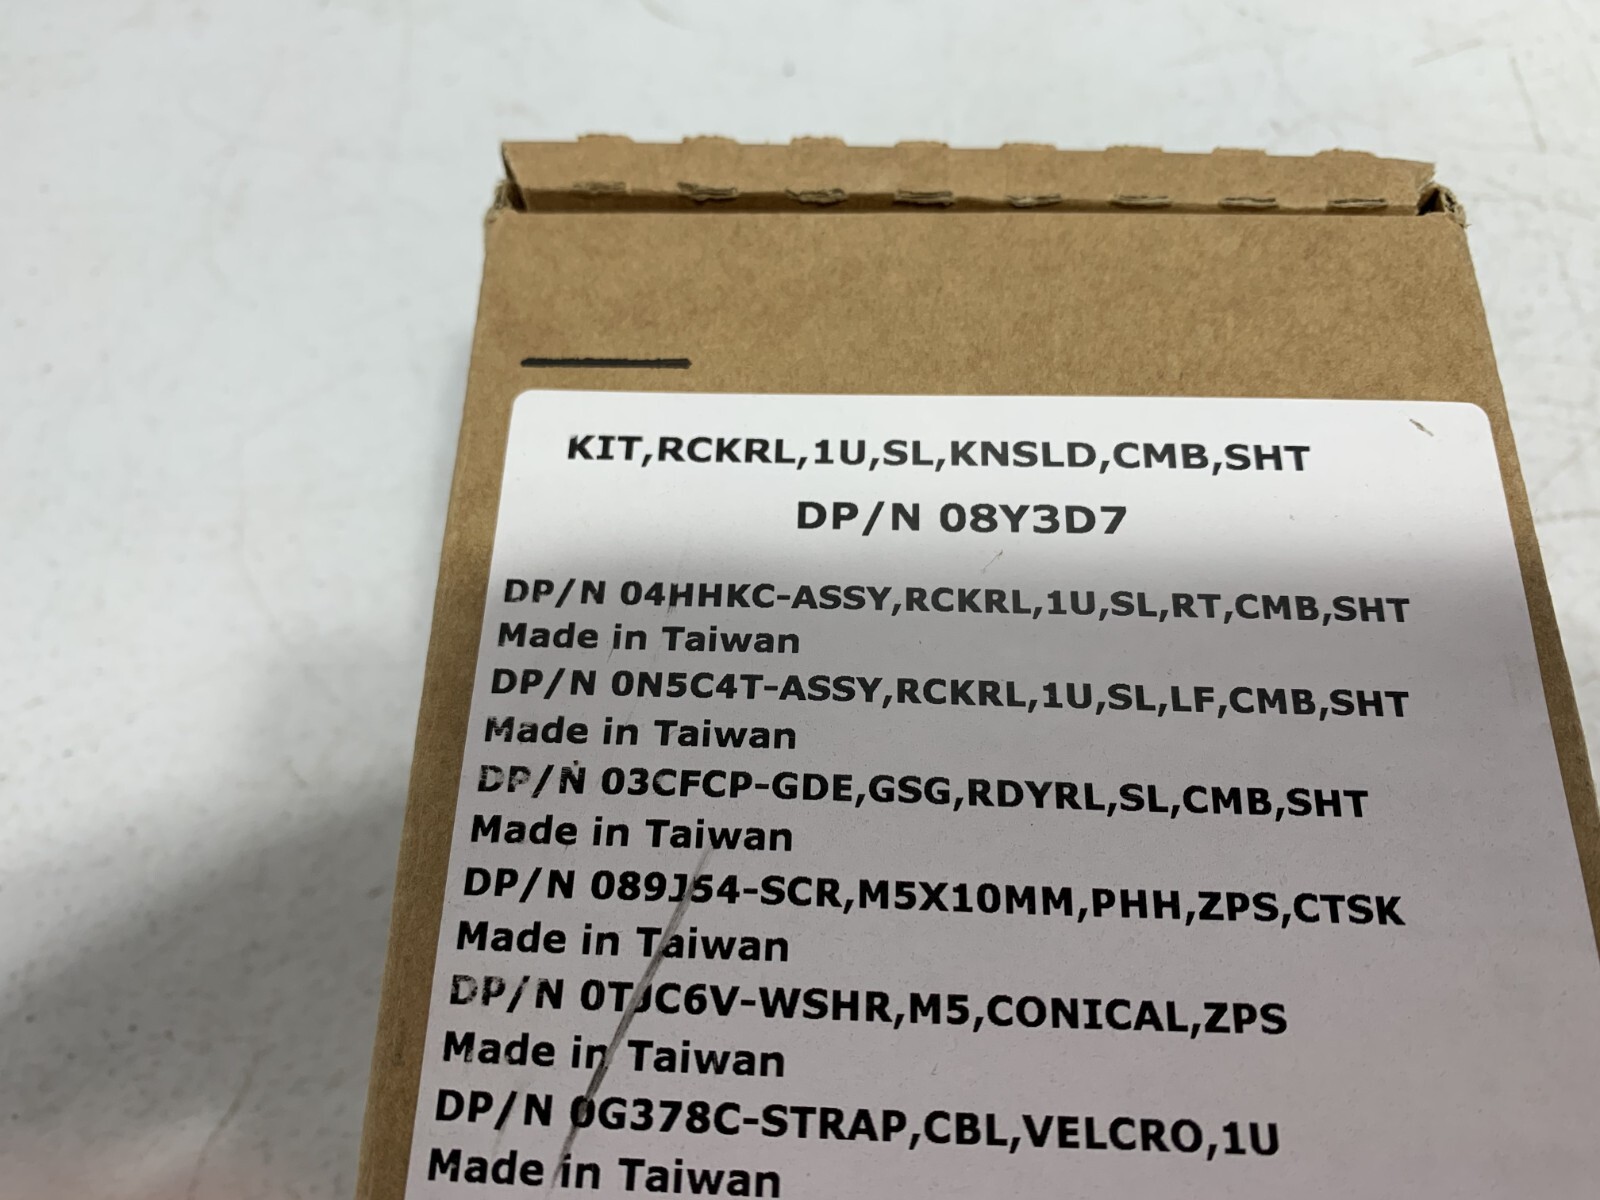 KIT,RCKRL,1U,SL,KNSLD,CMB,SHT
DP/N 08Y3D7
DP/N 04HHKC-ASSY,RCKRL,1U,SL,RT,CMB,SHT
Made in Taiwan
DP/N 0N5C4T-ASSY,RCKRL,1U,SL,LF,CMB,SHT
Made in Taiwan
DP/N 03CFCP-GDE,GSG,RDYRL,SL,CMB,SHT
Made in Taiwan
DP/N 089J54-SCR,M5X10MM,PHH,ZPS,CTSK
Made in Taiwan
DP/N 0TJC6V-WSHR,M5,CONICAL,ZPS
Made in Taiwan
DP/N 0G378C-STRAP,CBL,VELCRO,1U
Made in Taiwan